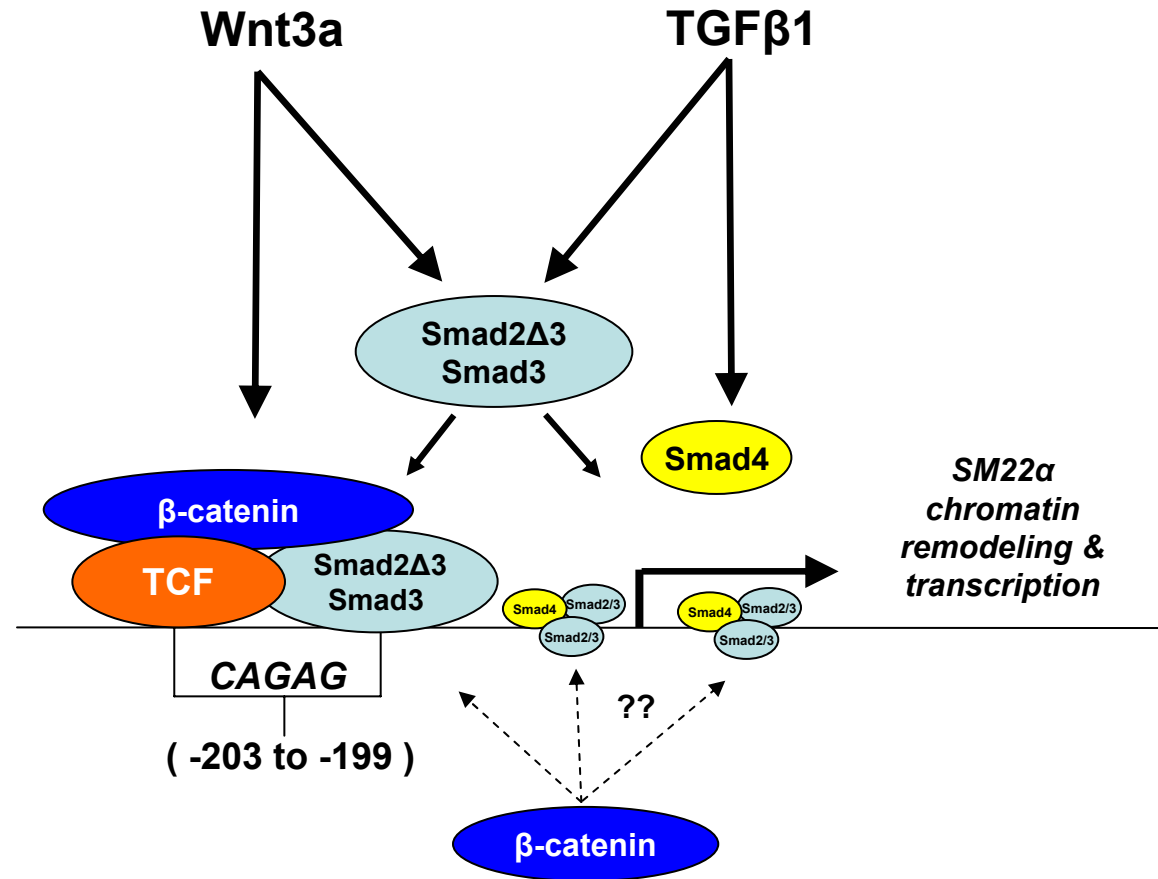 Wnt3a
TGFβ1
Smad2Δ3
Smad3
Smad4
SM22α
chromatin
remodeling &
transcription
β-catenin
TCF
Smad2Δ3
Smad3
Smad4
Smad2/3
Smad2/3
Smad4
Smad2/3
Smad2/3
CAGAG
( -203 to -199 )
??
β-catenin